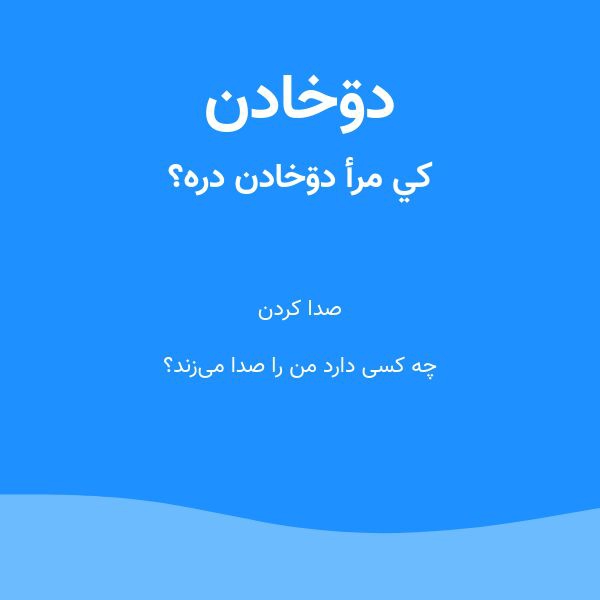 دۊخادن
کي مرأ دۊخادن دره؟
صدا کردن
چه کسی دارد من را صدا می‌زند؟